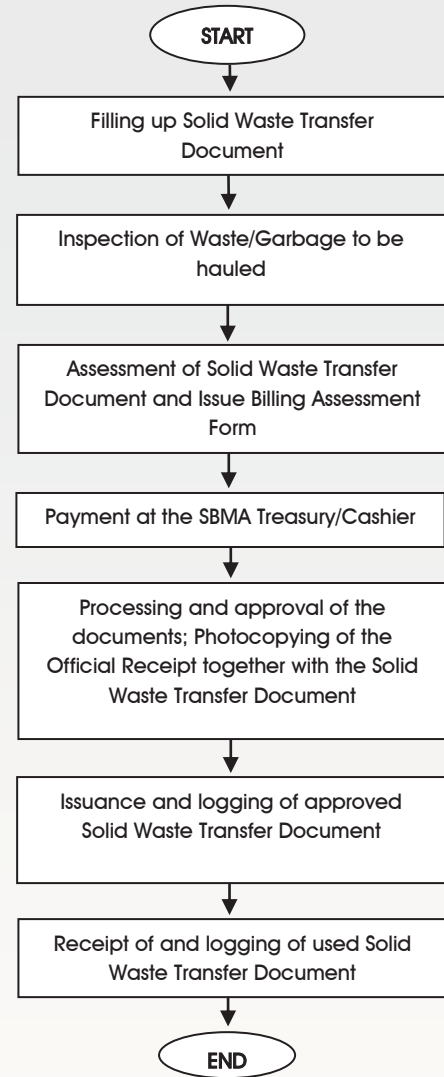 START
Filling up Solid Waste Transfer
Document
Inspection of Waste/Garbage to be
hauled
Assessment of Solid Waste Transfer
Document and Issue Billing Assessment
Form
Payment at the SBMA Treasury/Cashier
Processing and approval of the
documents; Photocopying of the
Official Receipt together with the Solid
Waste Transfer Document
Issuance and logging of approved
Solid Waste Transfer Document
Receipt of and logging of used Solid
Waste Transfer Document
END